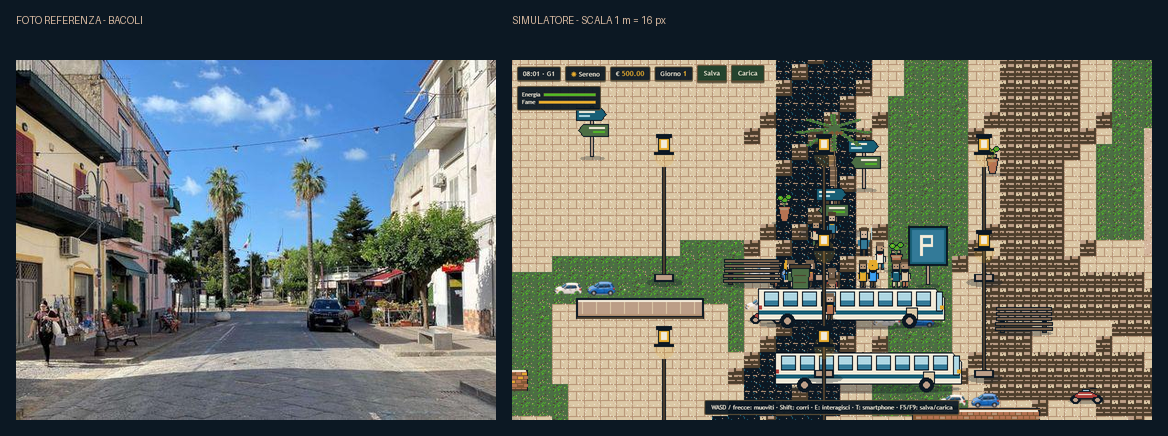 FOTO REFERENZA - BACOLI
SIMULATORE - SCALA 1 m = 16 px
08:01 · G1
Sereno
€ 500.00
Giorno 1
Salva
Carica
Energia
Fame
P
WASD / frecce: muoviti · Shift: corri · E: interagisci · T: smartphone · F5/F9: salva/carica